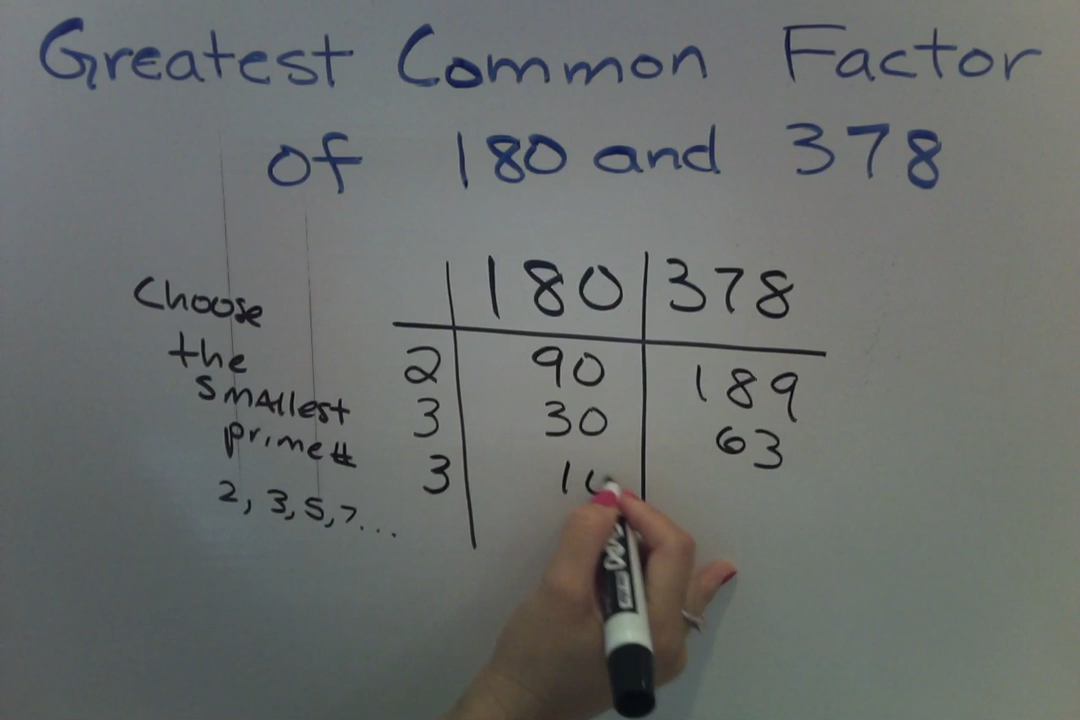 Greatest Common Factor
of 180 and 378
180 378
Choose
the
smallest
prime #
2, 3, 5, 7...
2 90 189
3 30 63
3